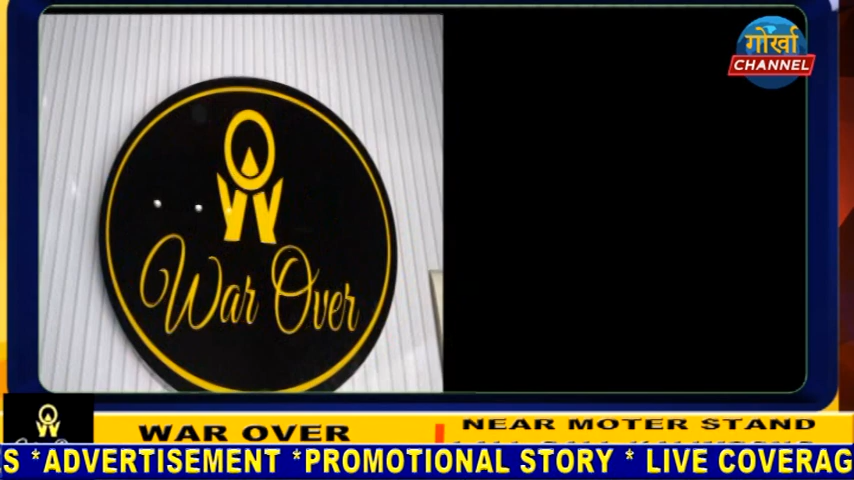 गोर्खा
CHANNEL
War Over
WAR OVER
NEAR MOTER STAND
S *ADVERTISEMENT *PROMOTIONAL STORY * LIVE COVERAG